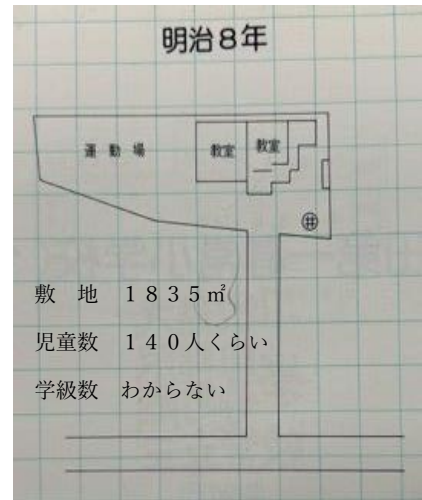 明治8年
運動場
教室
教室
井
敷　地　１８３５㎡
児童数　１４０人くらい
学級数　わからない